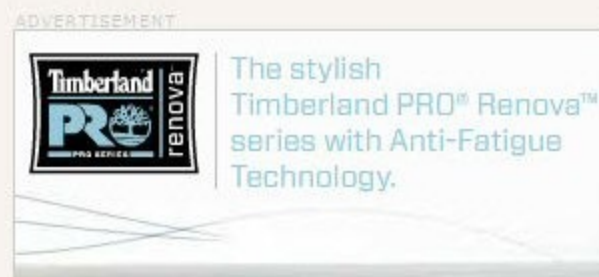 ADVERTISEMENT
Timberland
PRO
PRO SERIES
renova
The stylish
Timberland PRO® Renova™
series with Anti-Fatigue
Technology.